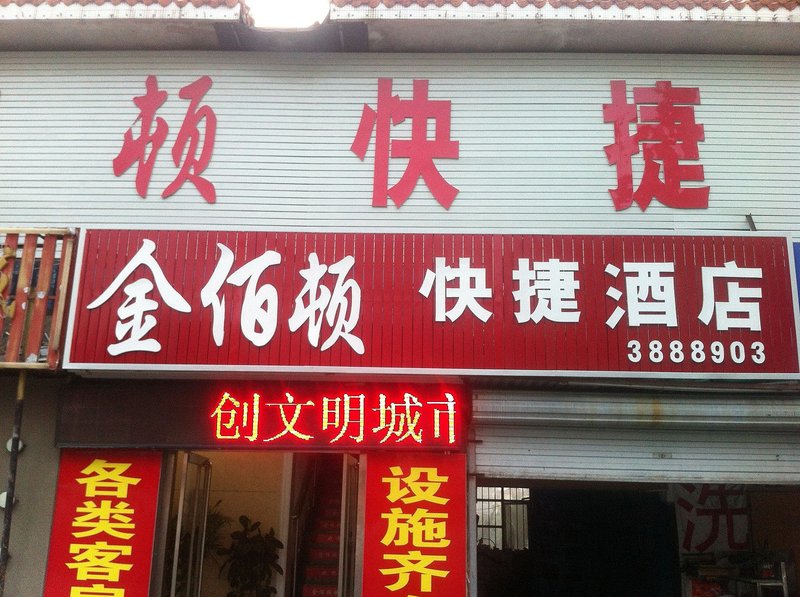 顿快捷
金佰顿 快捷酒店
3888903
创文明城市
各类客房
设施齐
洗